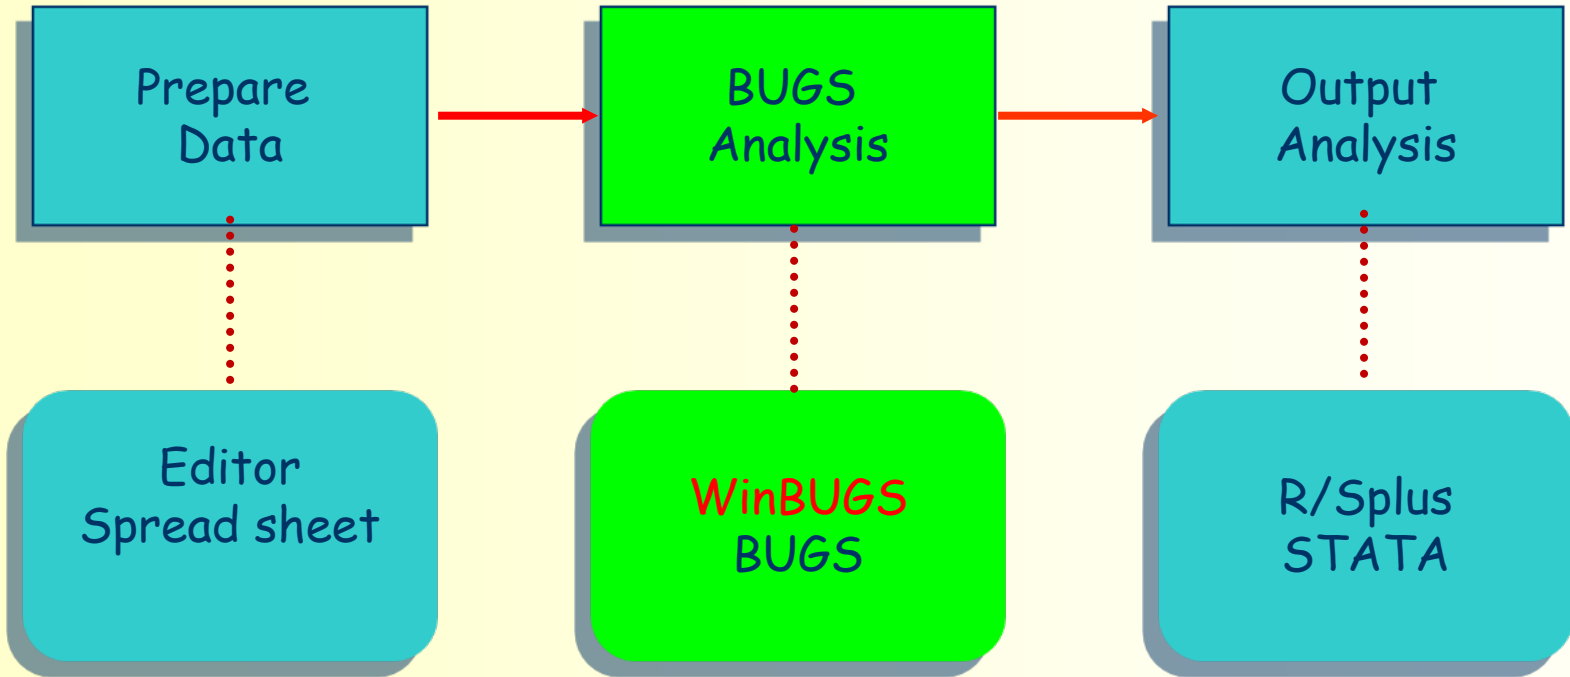 Prepare
Data
BUGS
Analysis
Output
Analysis
Editor
Spread sheet
WinBUGS
BUGS
R/Splus
STATA